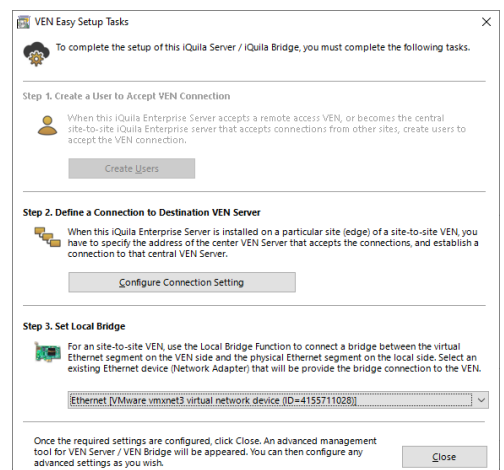 VEN Easy Setup Tasks
To complete the setup of this iQuila Server / iQuila Bridge, you must complete the following tasks.
Step 1. Create a User to Accept VEN Connection
When this iQuila Enterprise Server accepts a remote access VEN, or becomes the central
site-to-site iQuila Enterprise server that accepts connections from other sites, create users to
accept the VEN connection.
Create Users
Step 2. Define a Connection to Destination VEN Server
When this iQuila Enterprise Server is installed on a particular site (edge) of a site-to-site VEN, you
have to specify the address of the center VEN Server that accepts the connections, and establish a
connection to that central VEN Server.
Configure Connection Setting
Step 3. Set Local Bridge
For an site-to-site VEN, use the Local Bridge Function to connect a bridge between the virtual
Ethernet segment on the VEN side and the physical Ethernet segment on the local side. Select an
existing Ethernet device (Network Adapter) that will be provide the bridge connection to the VEN.
Ethernet [VMware vmxnet3 virtual network device (ID=4155711028)]
Once the required settings are configured, click Close. An advanced management
tool for VEN Server / VEN Bridge will be appeared. You can then configure any
advanced settings as you wish.
Close